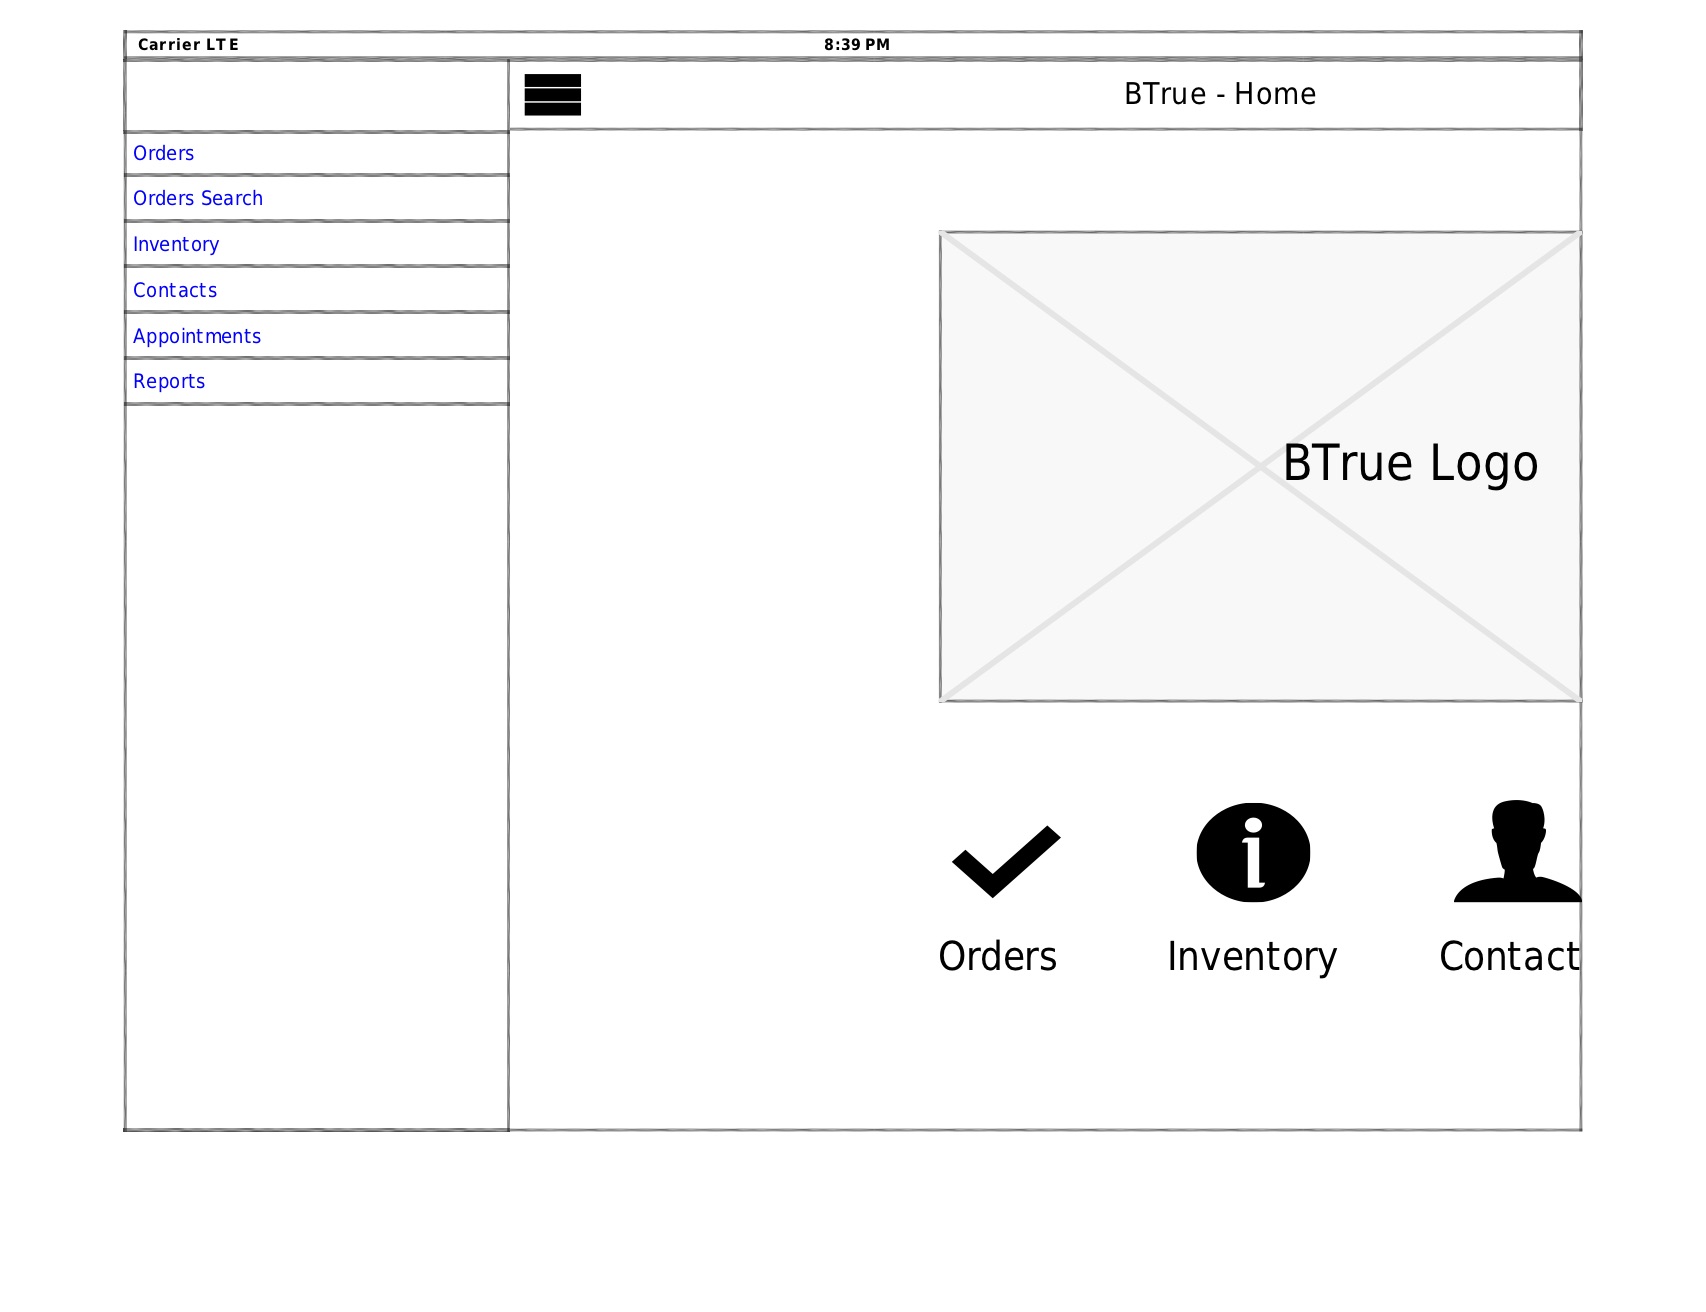 Carrier LTE
8:39 PM
BTrue - Home
Orders
Orders Search
Inventory
Contacts
Appointments
Reports
BTrue Logo
Orders
Inventory
Contact